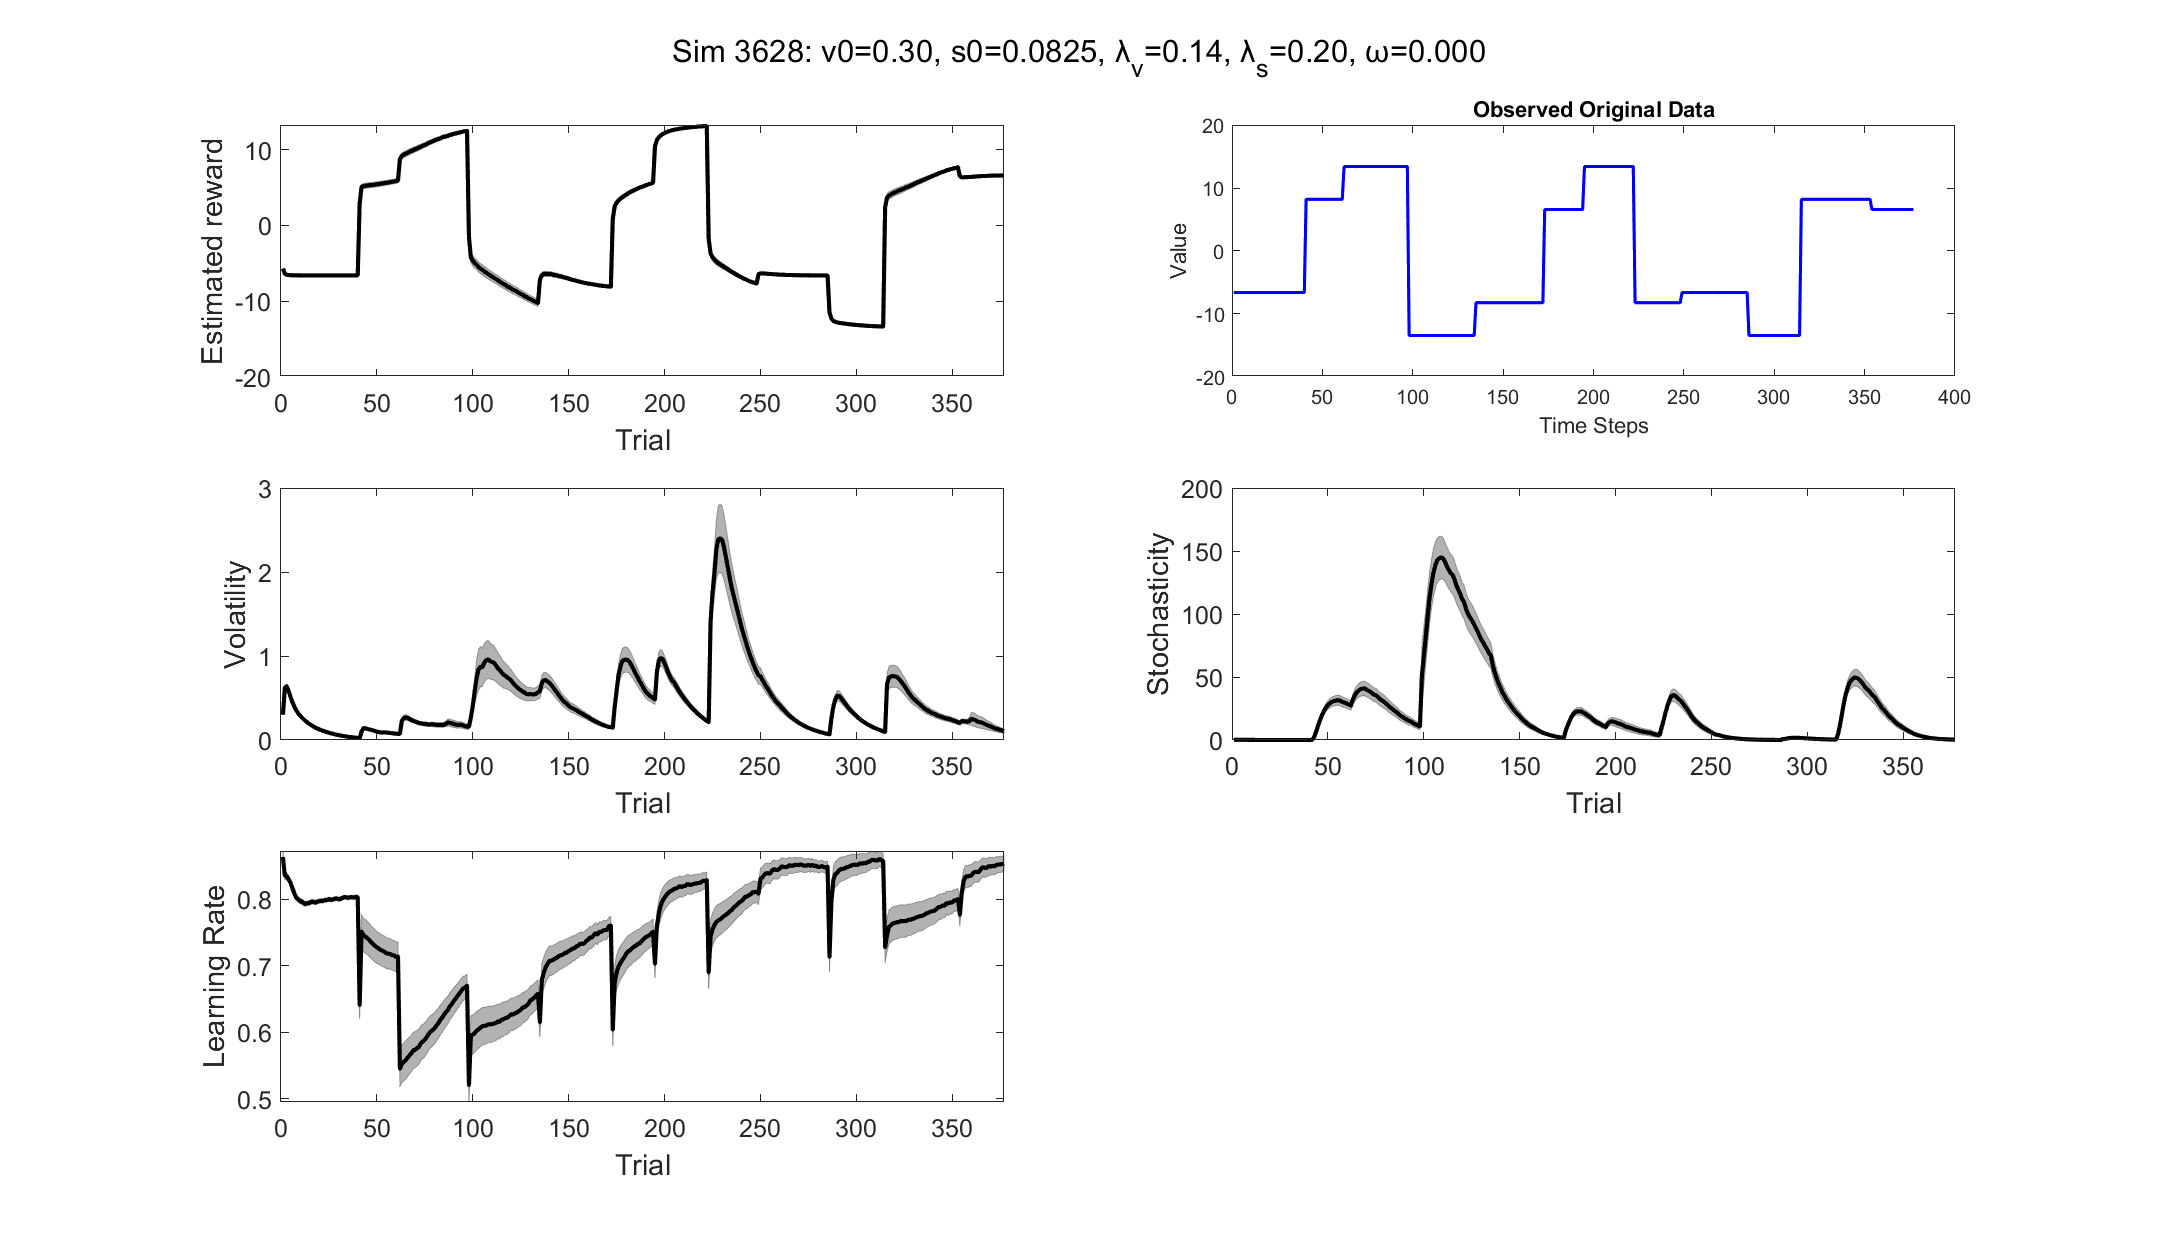 Sim 3628: v0=0.30, s0=0.0825, λ_v=0.14, λ_s=0.20, ω=0.000
Estimated reward
10
0
-10
-20
0 50 100 150 200 250 300 350
Trial
Observed Original Data
Value
20
10
0
-10
-20
0 50 100 150 200 250 300 350 400
Time Steps
Volatility
3
2
1
0
0 50 100 150 200 250 300 350
Trial
Stochasticity
200
150
100
50
0
0 50 100 150 200 250 300 350
Trial
Learning Rate
0.8
0.7
0.6
0.5
0 50 100 150 200 250 300 350
Trial